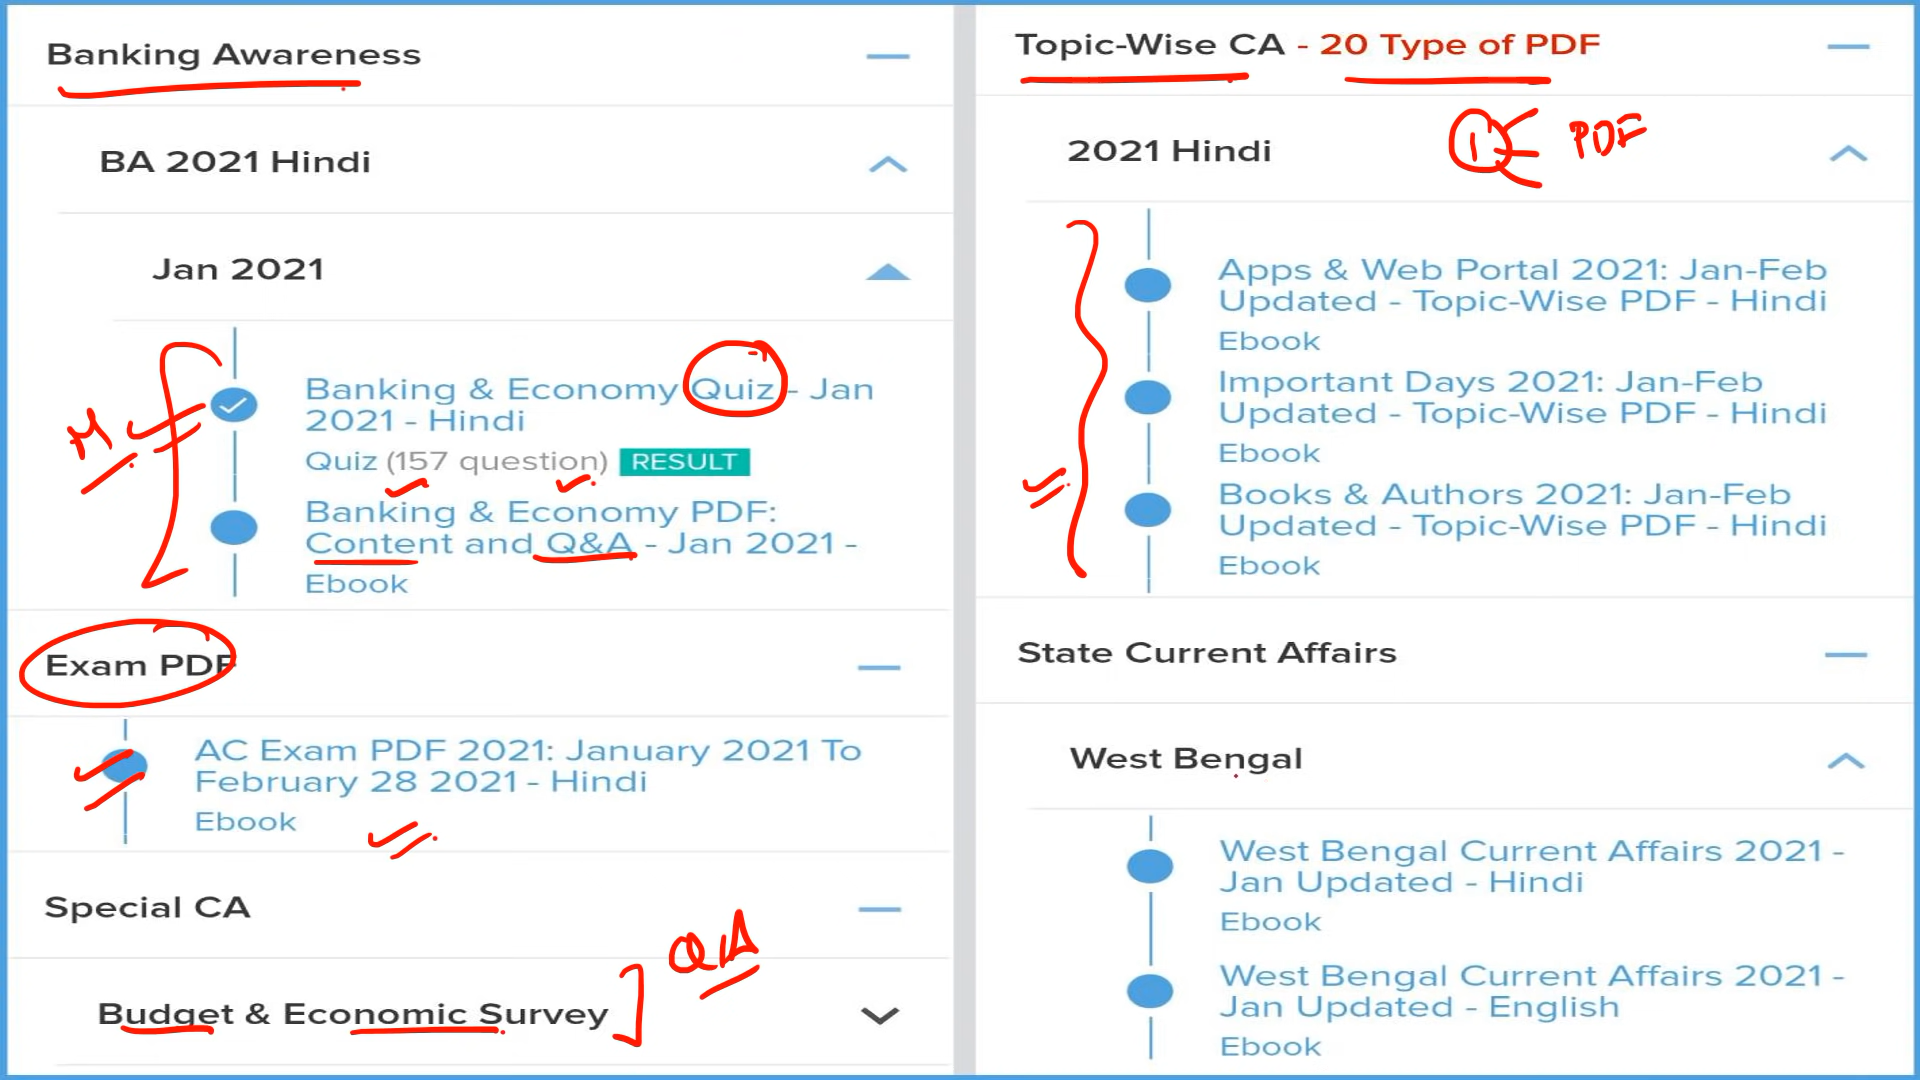 Banking Awareness
BA 2021 Hindi
Jan 2021
Banking & Economy Quiz - Jan
2021 - Hindi
Quiz (157 question) RESULT
M
Banking & Economy PDF:
Content and Q&A - Jan 2021 -
Ebook
Exam PDF
AC Exam PDF 2021: January 2021 To
February 28 2021 - Hindi
Ebook
Special CA
Q&A
Budget & Economic Survey
Topic-Wise CA - 20 Type of PDF
1 PDF
2021 Hindi
Apps & Web Portal 2021: Jan-Feb
Updated - Topic-Wise PDF - Hindi
Ebook
Important Days 2021: Jan-Feb
Updated - Topic-Wise PDF - Hindi
Ebook
Books & Authors 2021: Jan-Feb
Updated - Topic-Wise PDF - Hindi
Ebook
State Current Affairs
West Bengal
West Bengal Current Affairs 2021 -
Jan Updated - Hindi
Ebook
West Bengal Current Affairs 2021 -
Jan Updated - English
Ebook